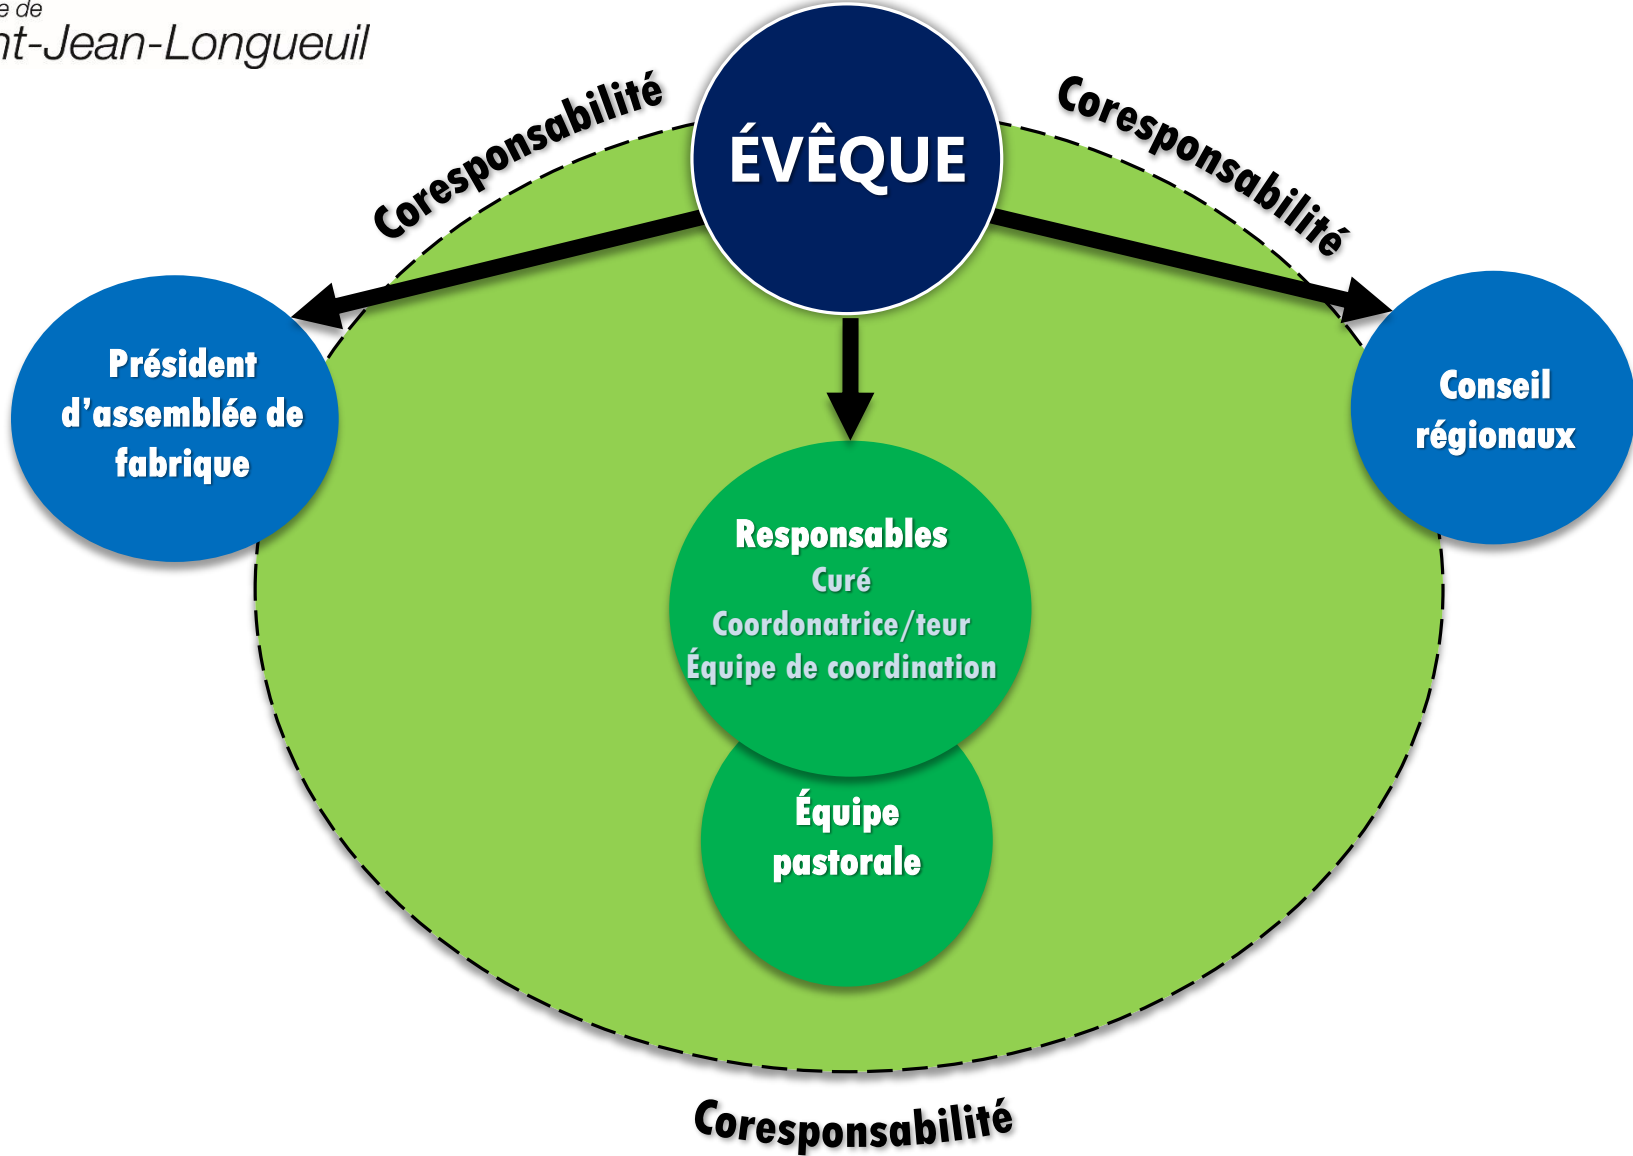 e de
nt-Jean-Longueuil
Coresponsabilité
Coresponsabilité
ÉVÊQUE
Président
d'assemblée de
fabrique
Conseil
régionaux
Responsables
Curé
Coordonatrice/teur
Équipe de coordination
Équipe
pastorale
Coresponsabilité